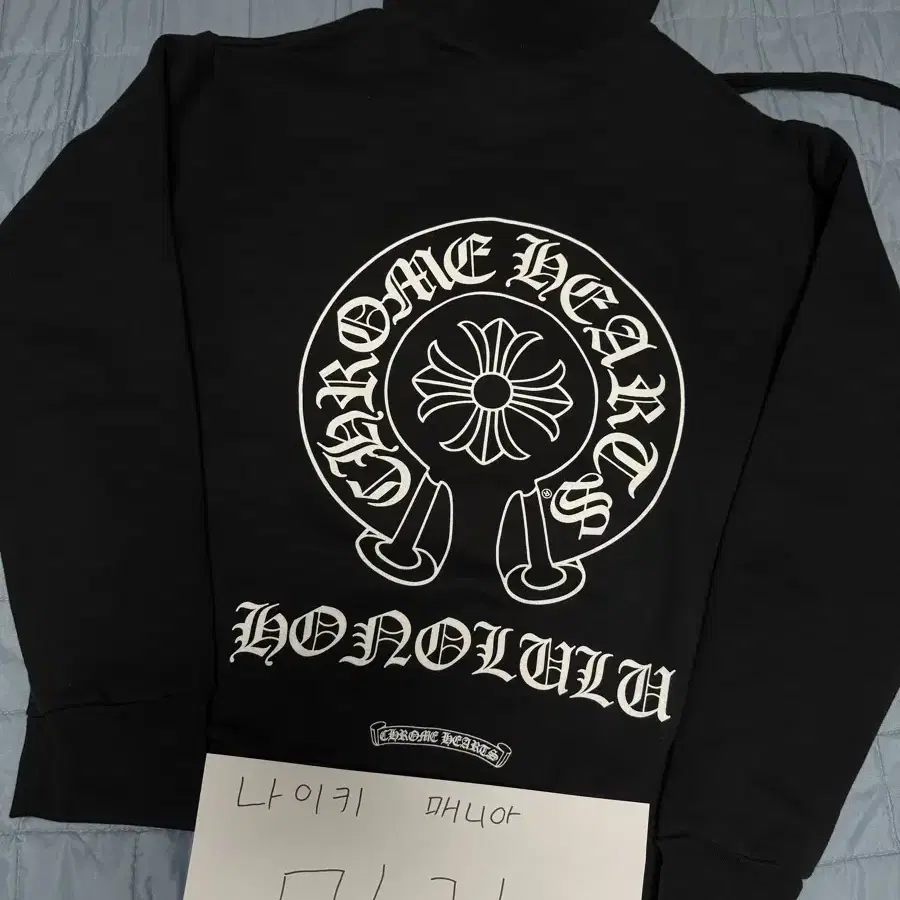 CHROME HEARTS
®
HONOLULU
CHROME HEARTS
나이키 매니아